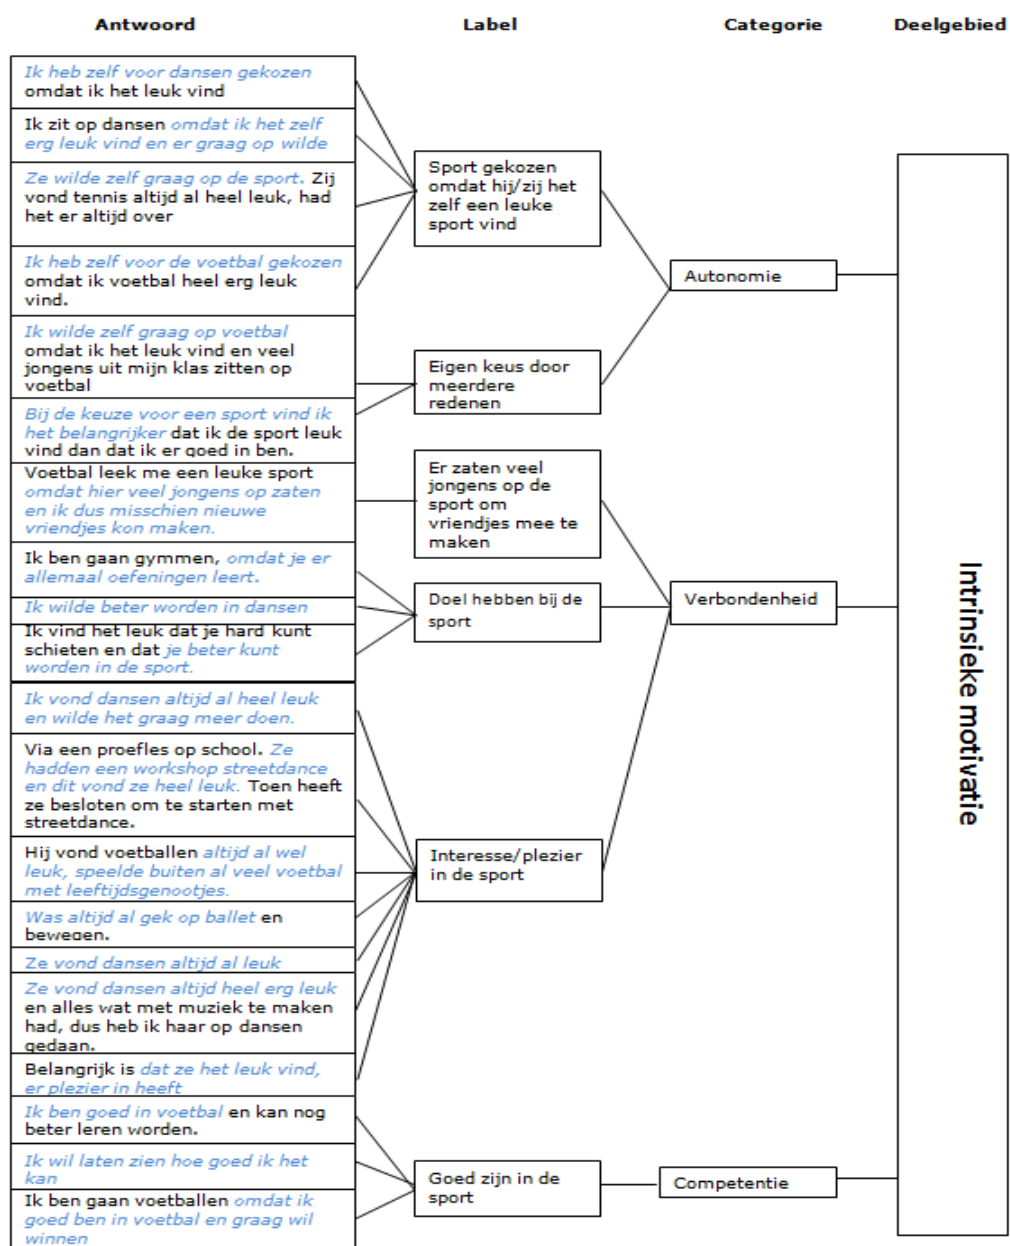 Antwoord Label Categorie Deelgebied
Ik heb zelf voor dansen gekozen
omdat ik het leuk vind
Ik zit op dansen omdat ik het zelf
erg leuk vind en er graag op wilde
Ze wilde zelf graag op de sport. Zij
vond tennis altijd al heel leuk, had
het er altijd over
Ik heb zelf voor de voetbal gekozen
omdat ik voetbal heel erg leuk
vind.
Ik wilde zelf graag op voetbal
omdat ik het leuk vind en veel
jongens uit mijn klas zitten op
voetbal
Bij de keuze voor een sport vind ik
het belangrijker dat ik de sport leuk
vind dan dat ik er goed in ben.
Voetbal leek me een leuke sport
omdat hier veel jongens op zaten
en ik dus misschien nieuwe
vriendjes kon maken.
Ik ben gaan gymmen, omdat je er
allemaal oefeningen leert.
Ik wilde beter worden in dansen
Ik vind het leuk dat je hard kunt
schieten en dat je beter kunt
worden in de sport.
Ik vond dansen altijd al heel leuk
en wilde het graag meer doen.
Via een proefles op school. Ze
hadden een workshop streetdance
en dit vond ze heel leuk. Toen heeft
ze besloten om te starten met
streetdance.
Hij vond voetballen altijd al wel
leuk, speelde buiten al veel voetbal
met leeftijdsgenootjes.
Was altijd al gek op ballet en
bewegen.
Ze vond dansen altijd al leuk
Ze vond dansen altijd heel erg leuk
en alles wat met muziek te maken
had, dus heb ik haar op dansen
gedaan.
Belangrijk is dat ze het leuk vind,
er plezier in heeft
Ik ben goed in voetbal en kan nog
beter leren worden.
Ik wil laten zien hoe goed ik het
kan
Ik ben gaan voetballen omdat ik
goed ben in voetbal en graag wil
winnen
Sport gekozen
omdat hij/zij het
zelf een leuke
sport vind
Eigen keus door
meerdere
redenen
Er zaten veel
jongens op de
sport om
vriendjes mee te
maken
Doel hebben bij de
sport
Interesse/plezier
in de sport
Goed zijn in de
sport
Autonomie
Verbondenheid
Competentie
Intrinsieke motivatie